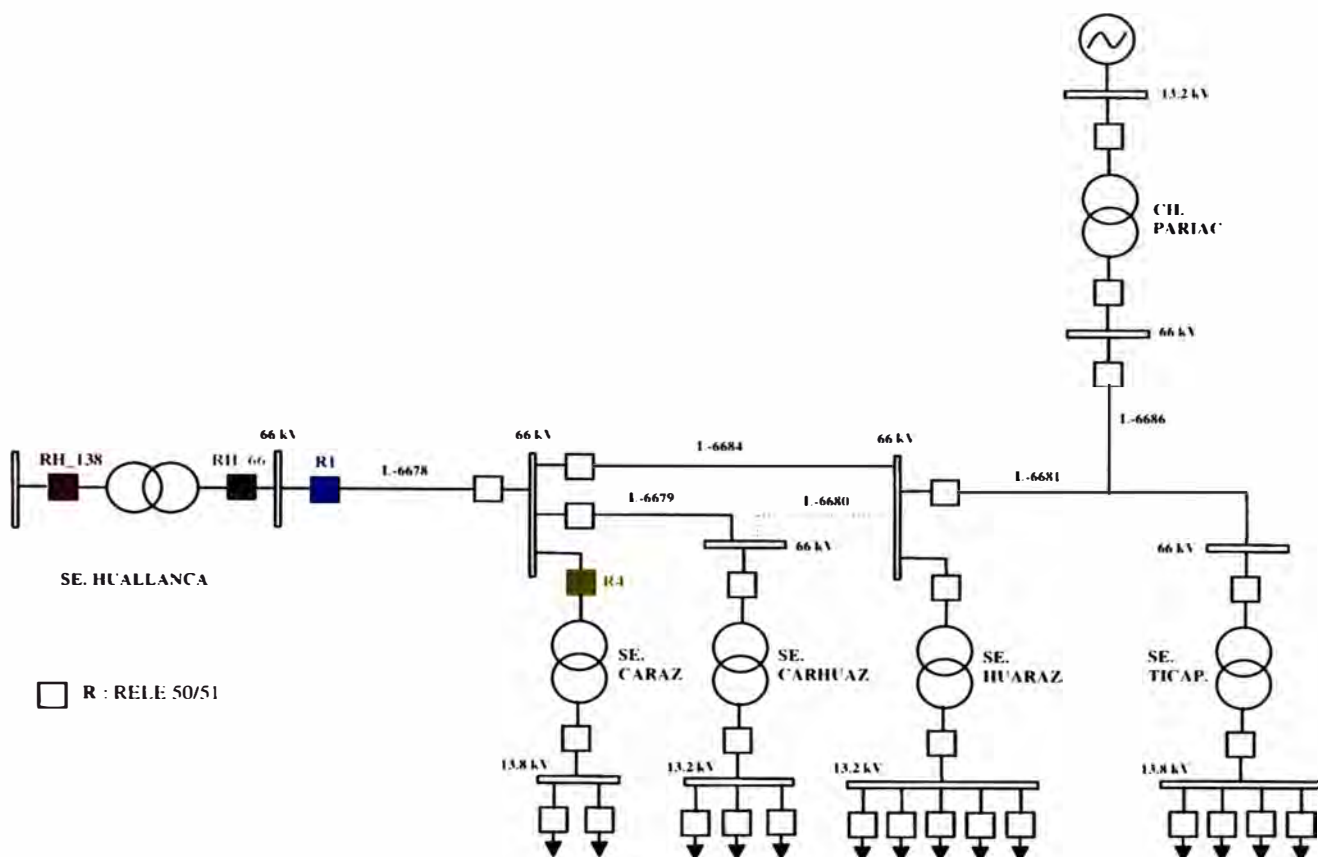 13.2 kV
CH.
PARIAC
66 kV
L-6686
66 kV
66 kV
L-6684
66 kV
RH_138
RH_66
R1
L-6678
L-6679
L-6680
L-6681
66 kV
66 kV
SE. HUALLANCA
R4
SE.
CARAZ
SE.
CARHUAZ
SE.
HUARAZ
SE.
TICAP.
R : RELE 50/51
13.8 kV
13.2 kV
13.2 kV
13.8 kV